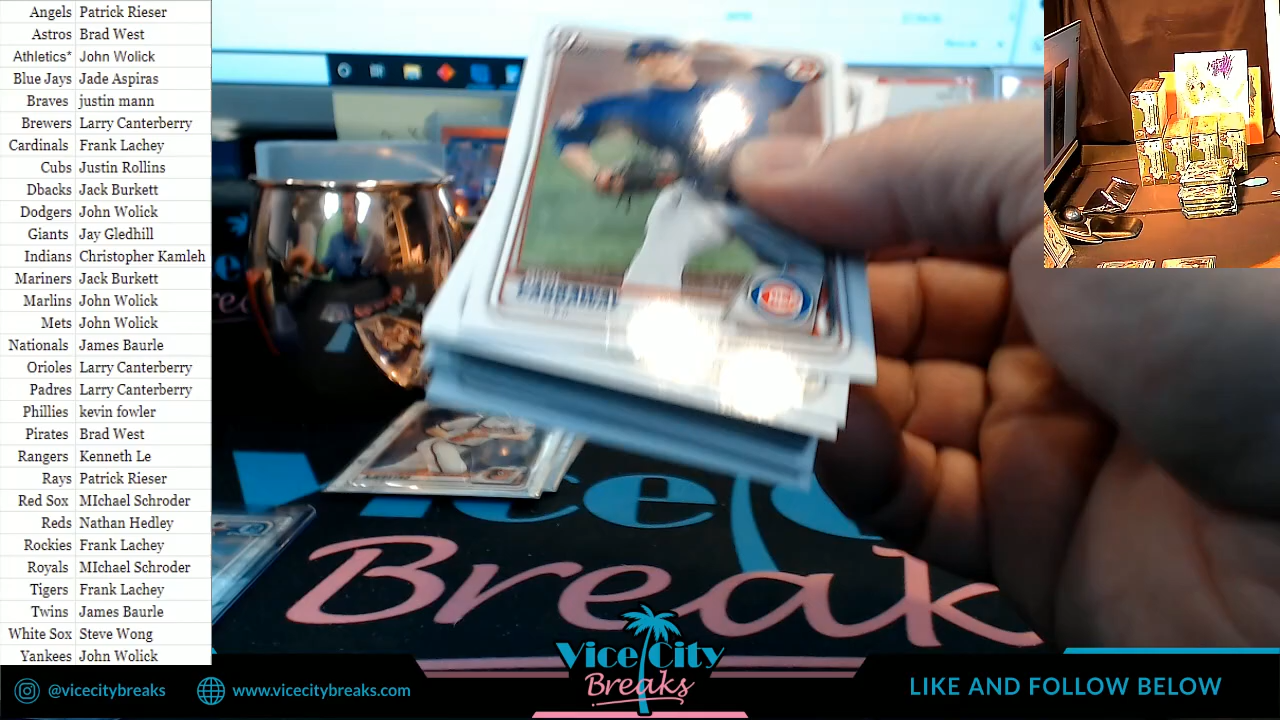 Angels Patrick Rieser
Astros Brad West
Athletics* John Wolick
Blue Jays Jade Aspiras
Braves justin mann
Brewers Larry Canterberry
Cardinals Frank Lachey
Cubs Justin Rollins
Dbacks Jack Burkett
Dodgers John Wolick
Giants Jay Gledhill
Indians Christopher Kamleh
Mariners Jack Burkett
Marlins John Wolick
Mets John Wolick
Nationals James Baurle
Orioles Larry Canterberry
Padres Larry Canterberry
Phillies kevin fowler
Pirates Brad West
Rangers Kenneth Le
Rays Patrick Rieser
Red Sox MIchael Schroder
Reds Nathan Hedley
Rockies Frank Lachey
Royals MIchael Schroder
Tigers Frank Lachey
Twins James Baurle
White Sox Steve Wong
Yankees John Wolick
Vice C
Break
Vice City
Breaks
@vicecitybreaks
www.vicecitybreaks.com
LIKE AND FOLLOW BELOW